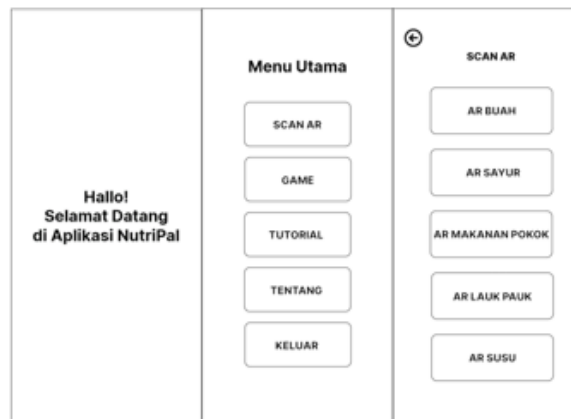 Hallo!
Selamat Datang
di Aplikasi NutriPal
Menu Utama
SCAN AR
GAME
TUTORIAL
TENTANG
KELUAR
SCAN AR
AR BUAH
AR SAYUR
AR MAKANAN POKOK
AR LAUK PAUK
AR SUSU